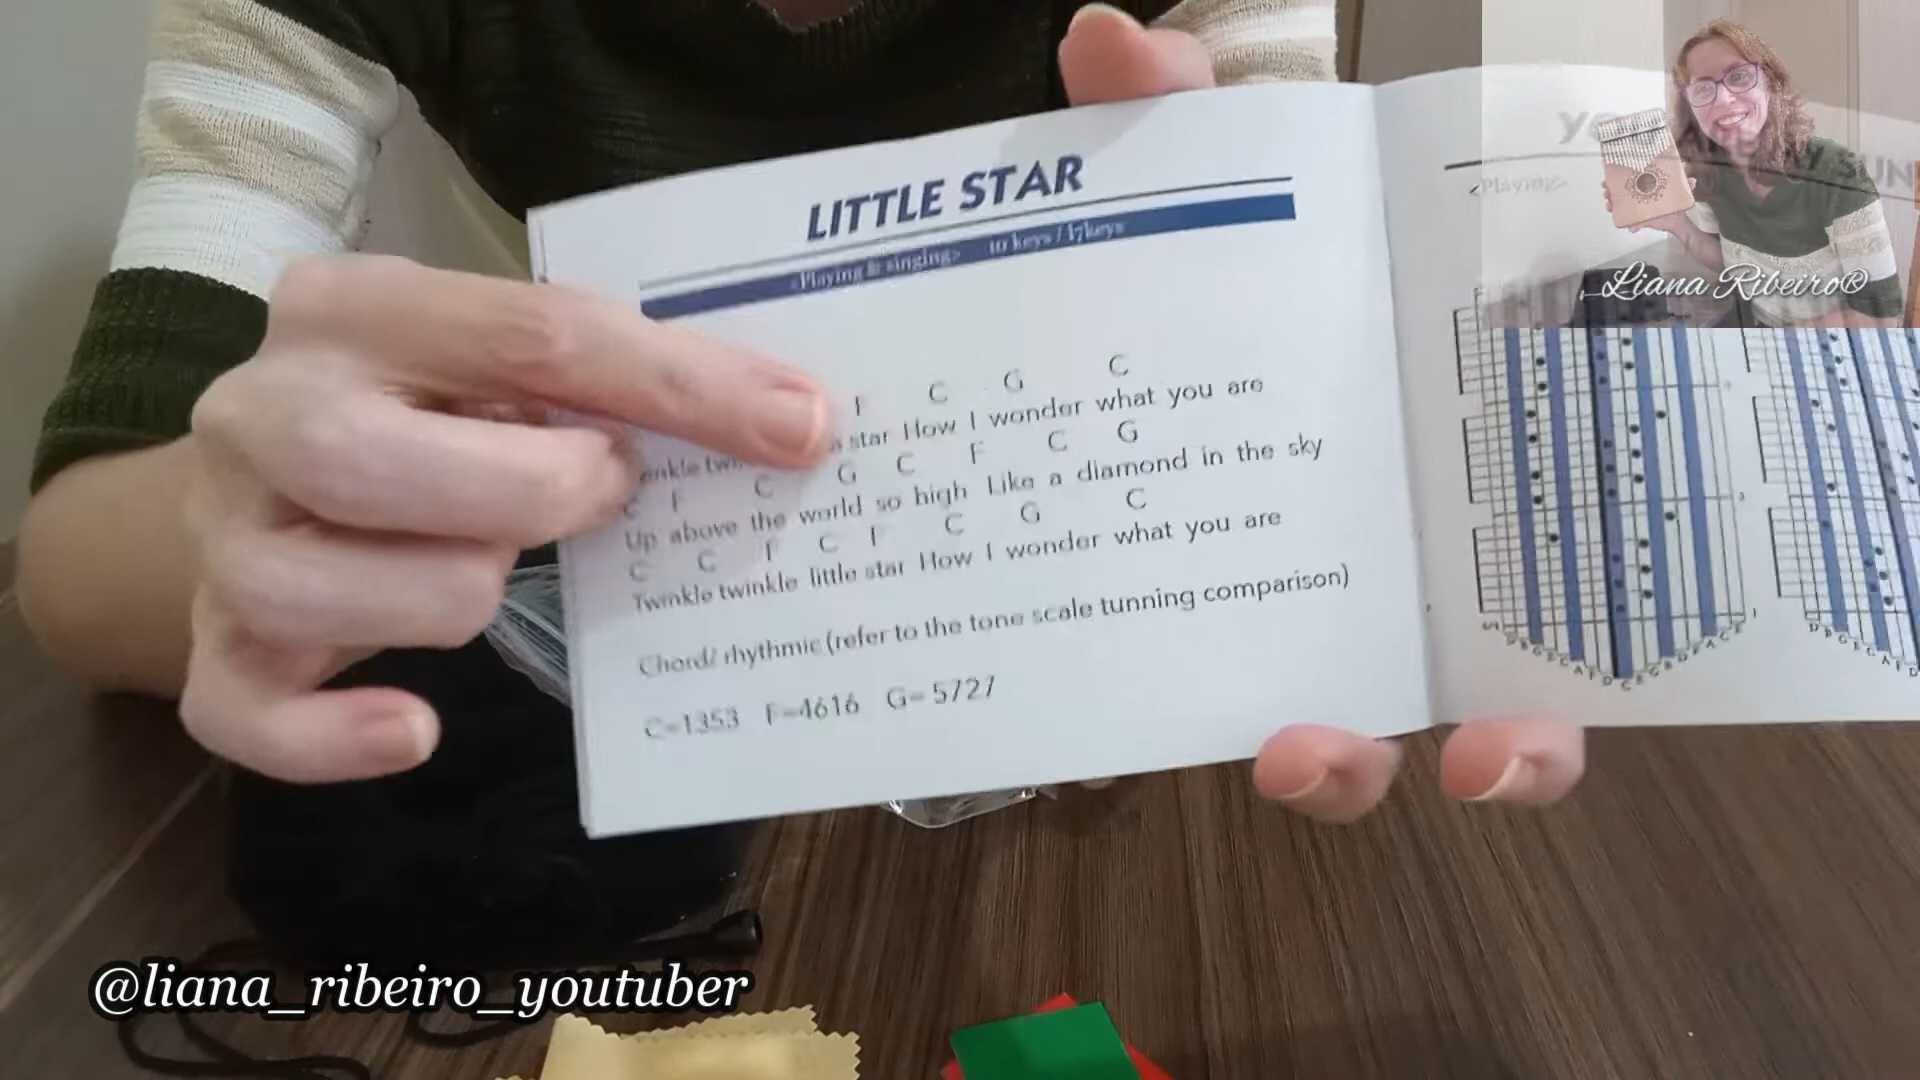 LITTLE STAR
<Playing & singing> 10 keys / 17keys
F C G C
star How I wonder what you are
C F C G C F C G
Up above the world so high Like a diamond in the sky
C C F C F C G C
Twinkle twinkle little star How I wonder what you are
Chord/ rhythmic (refer to the tone scale tunning comparison)
C=1353 F=4616 G=5727
<Playing>
SUN
Liana Ribeiro®
@liana_ribeiro_youtuber